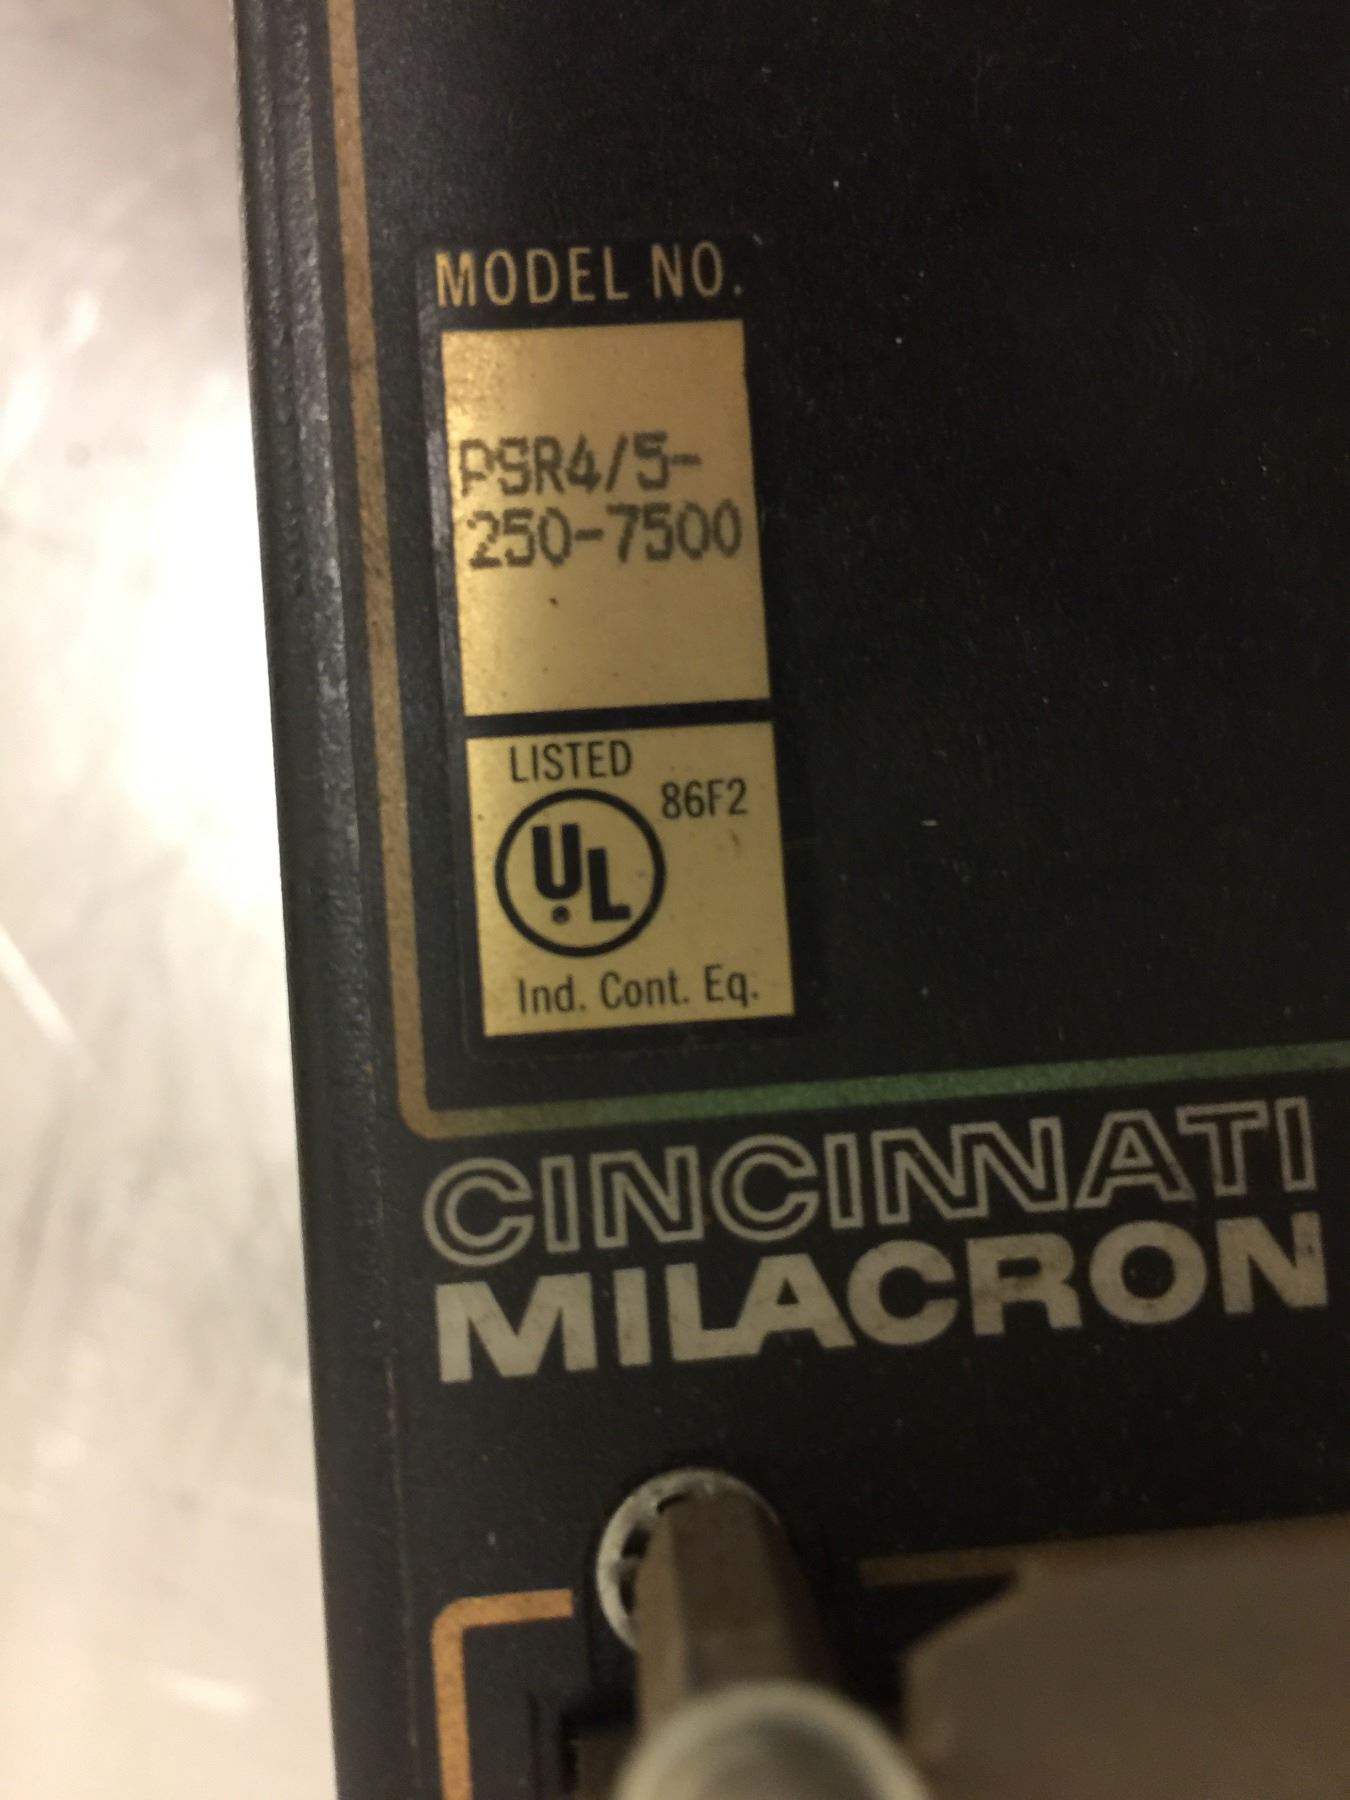 MODEL NO.
PSR4/5-
250-7500
LISTED
86F2
UL
®
Ind. Cont. Eq.
CINCINNATI
MILACRON